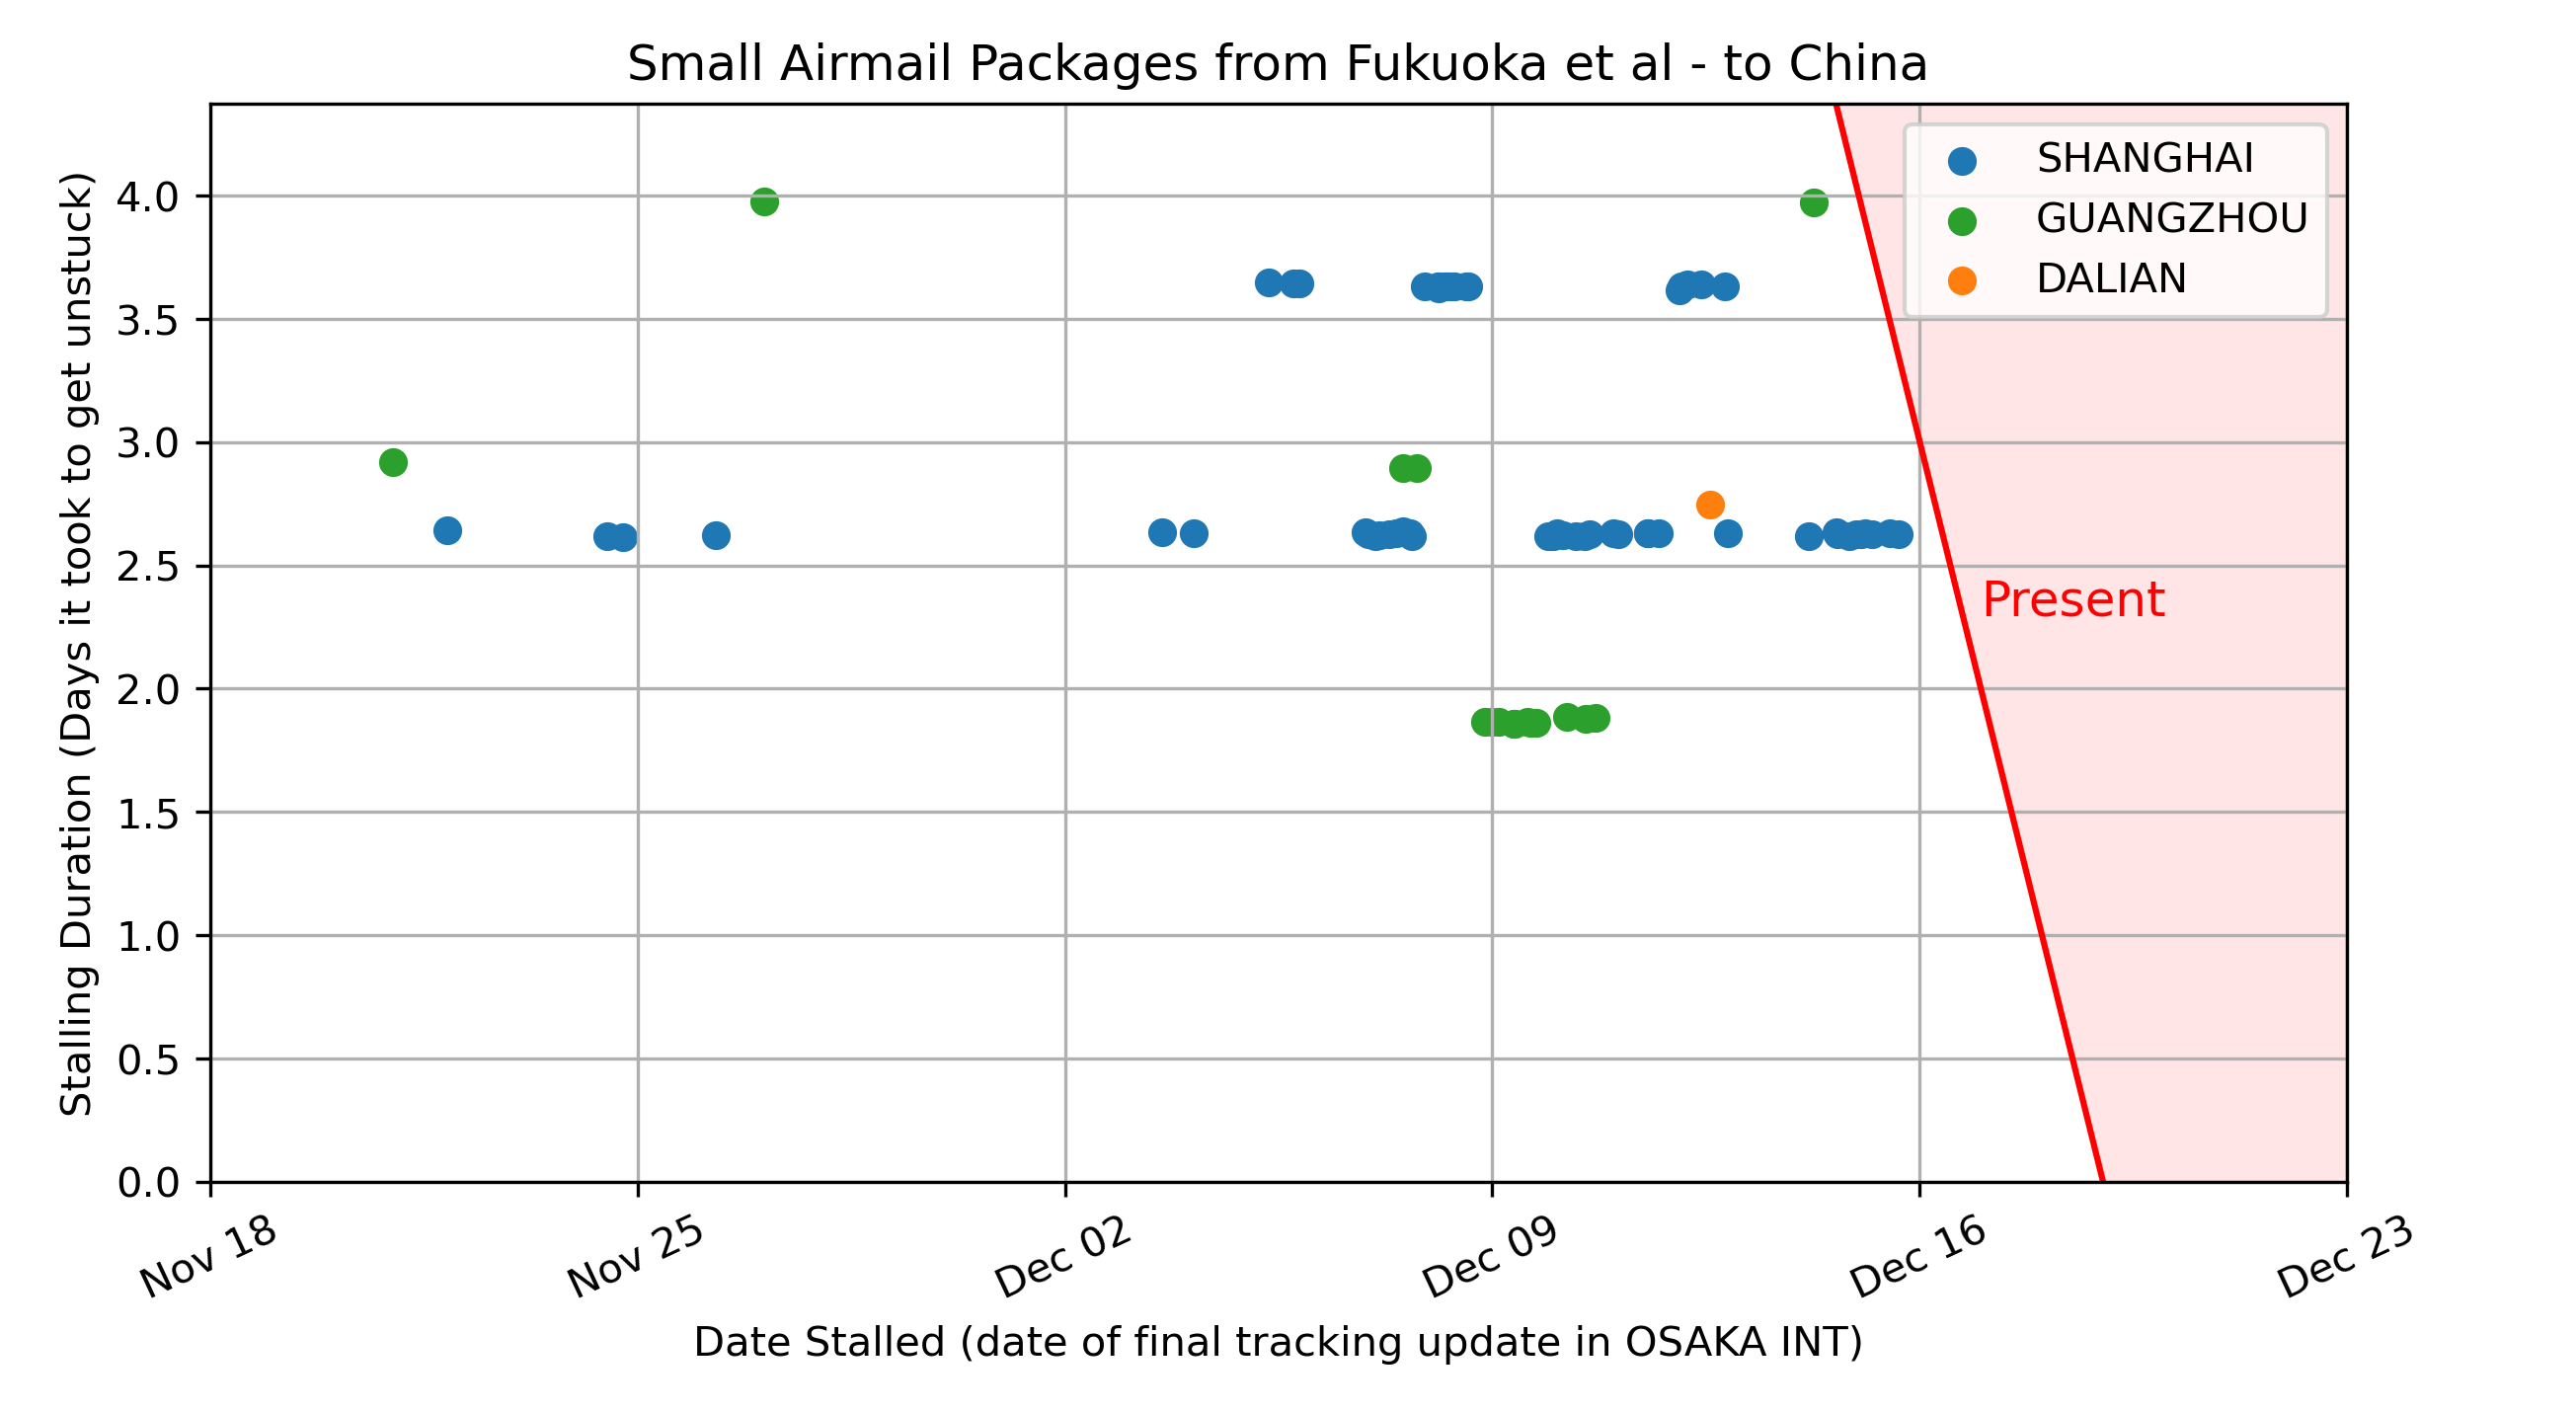 Small Airmail Packages from Fukuoka et al - to China
Stalling Duration (Days it took to get unstuck)
4.0
3.5
3.0
2.5
2.0
1.5
1.0
0.5
0.0
SHANGHAI
GUANGZHOU
DALIAN
Present
Nov 18
Nov 25
Dec 02
Dec 09
Dec 16
Dec 23
Date Stalled (date of final tracking update in OSAKA INT)